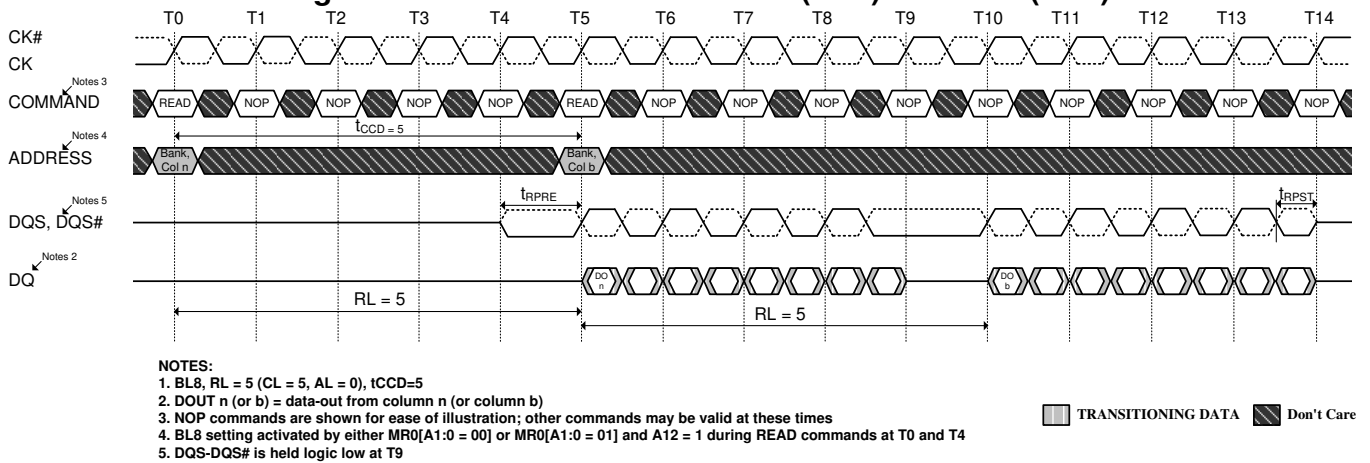 T0 T1 T2 T3 T4 T5 T6 T7 T8 T9 T10 T11 T12 T13 T14
CK#
CK
Notes 3
COMMAND READ NOP NOP NOP NOP READ NOP NOP NOP NOP NOP NOP NOP NOP NOP
tCCD = 5
Notes 4
ADDRESS
Bank, Col n
Bank, Col b
Notes 5
DQS, DQS#
tRPRE
tRPST
Notes 2
DQ
DO n
DO b
RL = 5
RL = 5
NOTES:
1. BL8, RL = 5 (CL = 5, AL = 0), tCCD=5
2. DOUT n (or b) = data-out from column n (or column b)
3. NOP commands are shown for ease of illustration; other commands may be valid at these times
4. BL8 setting activated by either MR0[A1:0 = 00] or MR0[A1:0 = 01] and A12 = 1 during READ commands at T0 and T4
5. DQS-DQS# is held logic low at T9
TRANSITIONING DATA
Don't Care